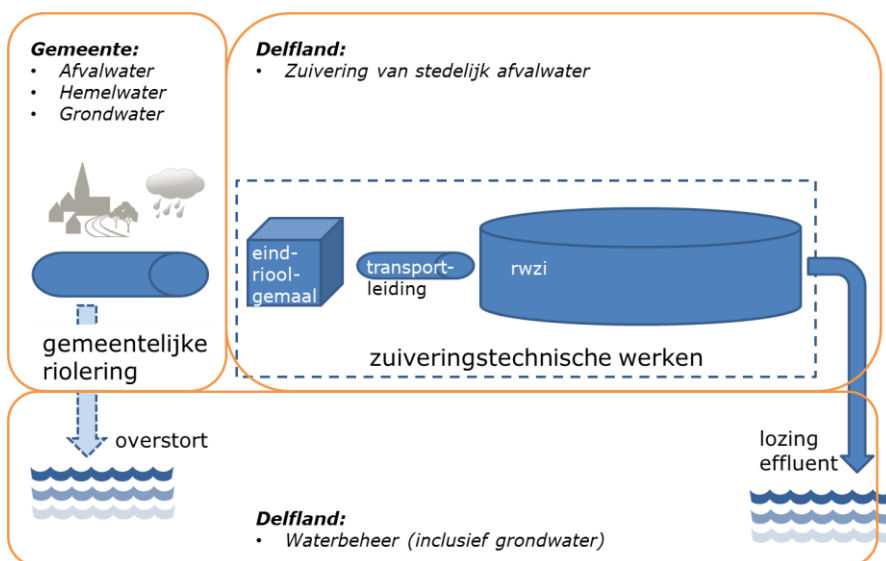 Gemeente:
• Afvalwater
• Hemelwater
• Grondwater
Delfland:
• Zuivering van stedelijk afvalwater
eind-
riool-
gemaal
transport-
leiding
rwzi
gemeentelijke
riolering
zuiveringstechnische werken
overstort
lozing
effluent
Delfland:
• Waterbeheer (inclusief grondwater)